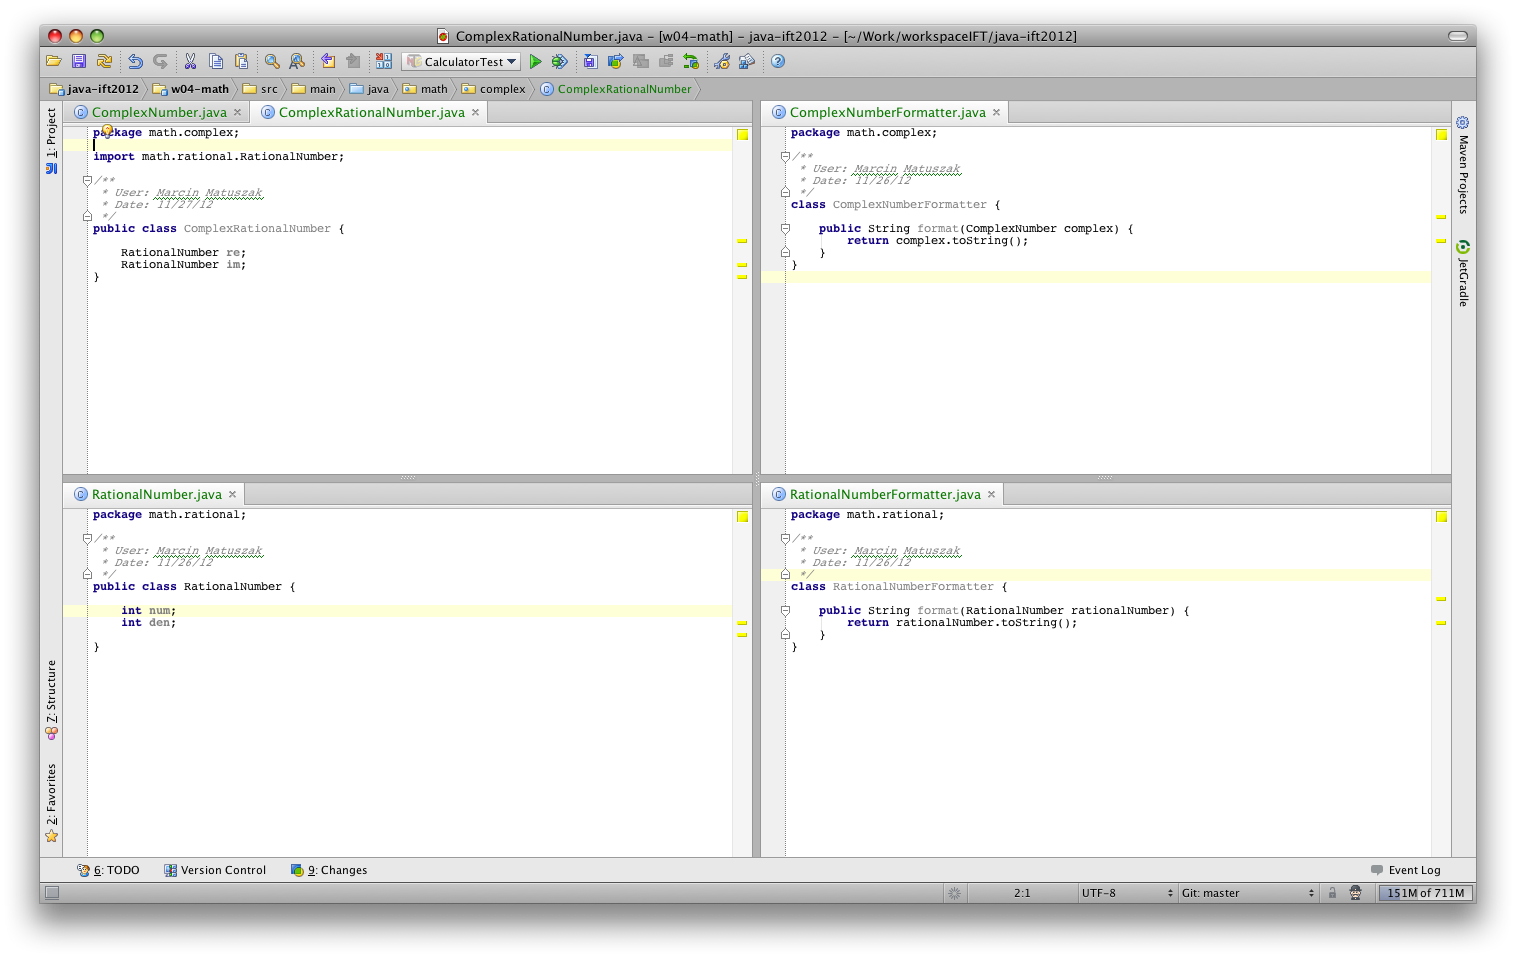 ComplexRationalNumber.java – [w04-math] – java-ift2012 – [~/Work/workspaceIFT/java-ift2012]
CalculatorTest
java-ift2012 w04-math src main java math complex ComplexRationalNumber
1: Project
Z: Structure
2: Favorites
ComplexNumber.java ComplexRationalNumber.java
package math.complex;
import math.rational.RationalNumber;
/**
* User: Marcin Matuszak
* Date: 11/27/12
*/
public class ComplexRationalNumber {
RationalNumber re;
RationalNumber im;
}
ComplexNumberFormatter.java
package math.complex;
/**
* User: Marcin Matuszak
* Date: 11/26/12
*/
class ComplexNumberFormatter {
public String format(ComplexNumber complex) {
return complex.toString();
}
}
RationalNumber.java
package math.rational;
/**
* User: Marcin Matuszak
* Date: 11/26/12
*/
public class RationalNumber {
int num;
int den;
}
RationalNumberFormatter.java
package math.rational;
/**
* User: Marcin Matuszak
* Date: 11/26/12
*/
class RationalNumberFormatter {
public String format(RationalNumber rationalNumber) {
return rationalNumber.toString();
}
}
Maven Projects
JetGradle
6: TODO Version Control 9: Changes Event Log
2:1 UTF-8 Git: master 151M of 711M